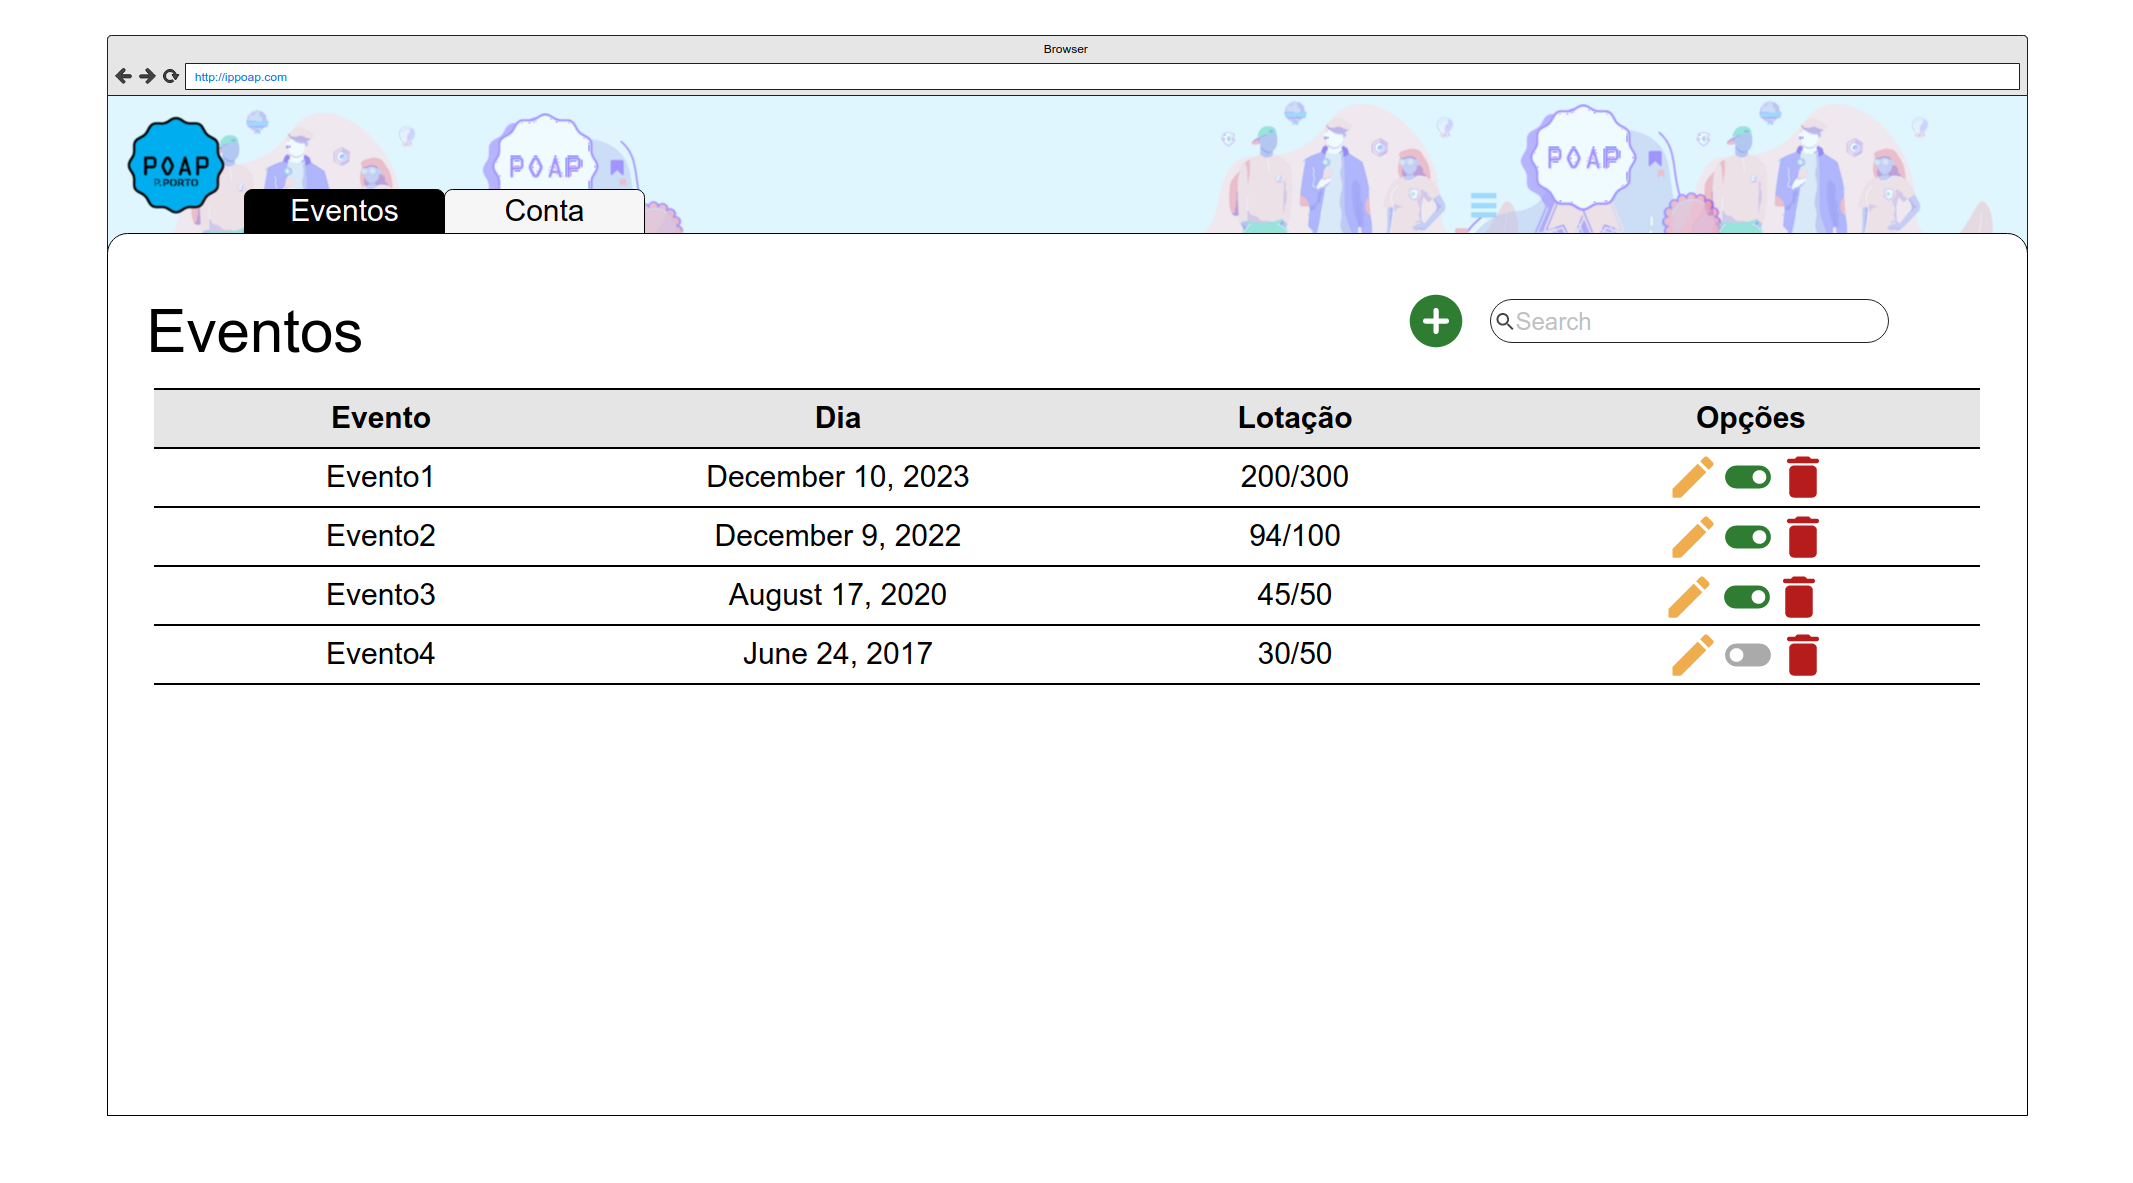 Browser
http://ippoap.com
POAP
P.PORTO
POAP
POAP
Eventos Conta
Eventos
Search
Evento Dia Lotação Opções
Evento1 December 10, 2023 200/300
Evento2 December 9, 2022 94/100
Evento3 August 17, 2020 45/50
Evento4 June 24, 2017 30/50